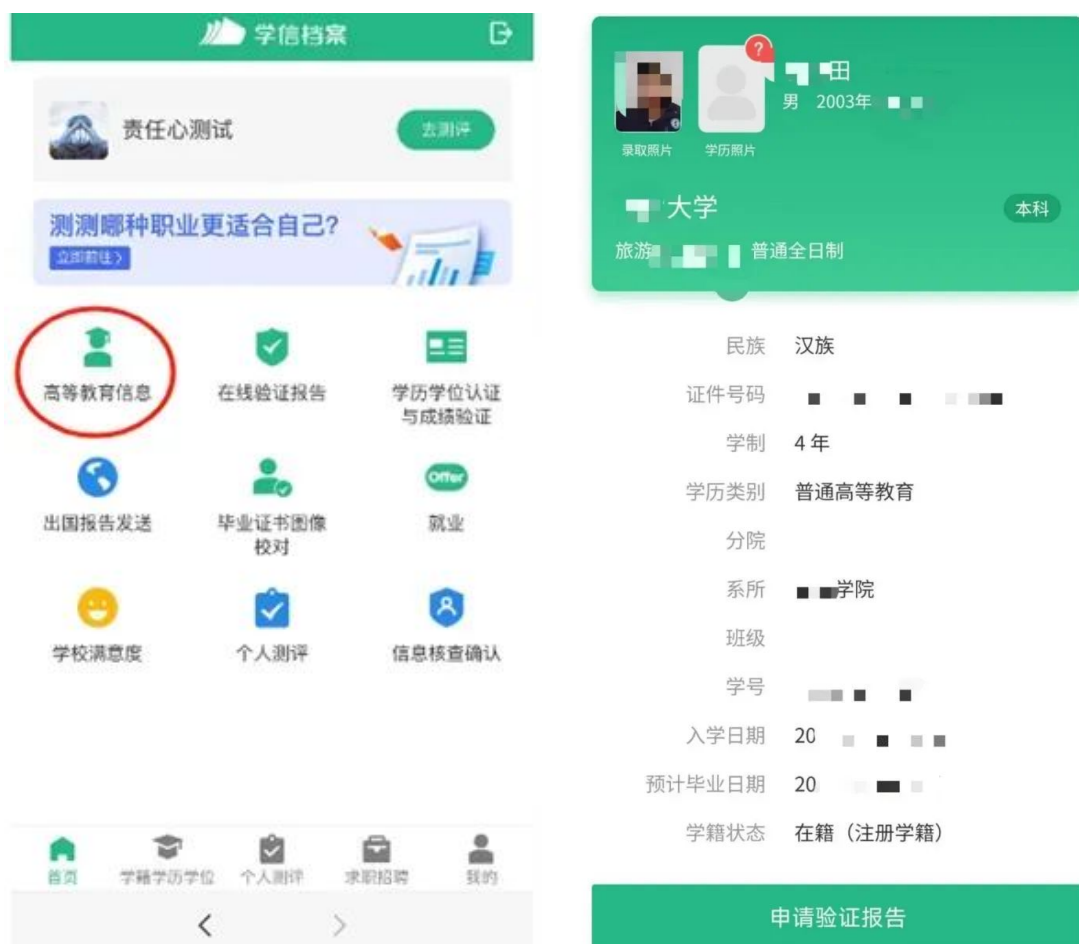 学信档案
责任心测试
去测评
测测哪种职业更适合自己?
立即前往 >
高等教育信息
在线验证报告
学历学位认证
与成绩验证
Offer
出国报告发送
毕业证书图像
校对
就业
学校满意度
个人测评
信息核查确认
首页
学籍学历学位
个人测评
求职招聘
我的
?
田
男 2003年
录取照片
学历照片
大学
本科
旅游
普通全日制
民族 汉族
证件号码
学制 4 年
学历类别 普通高等教育
分院
系所 学院
班级
学号
入学日期 20
预计毕业日期 20
学籍状态 在籍（注册学籍）
申请验证报告